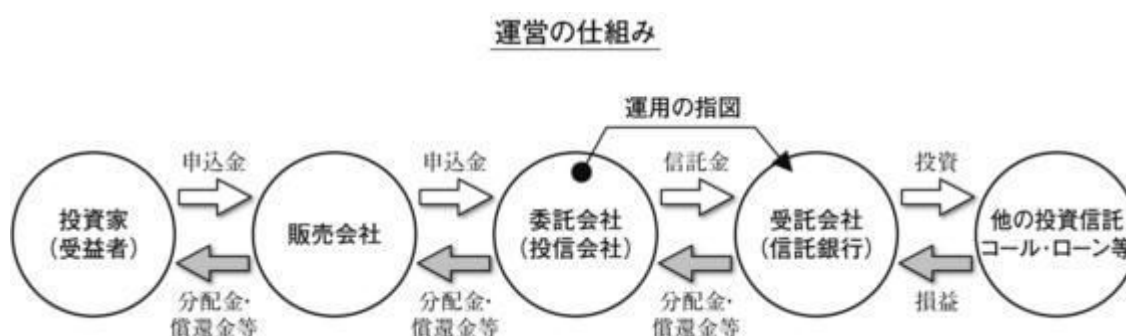 運営の仕組み
運用の指図
申込金
申込金
信託金
投資
投資家
(受益者)
販売会社
委託会社
(投信会社)
受託会社
(信託銀行)
他の投資信託
コール・ローン等
分配金・
償還金等
分配金・
償還金等
分配金・
償還金等
損益